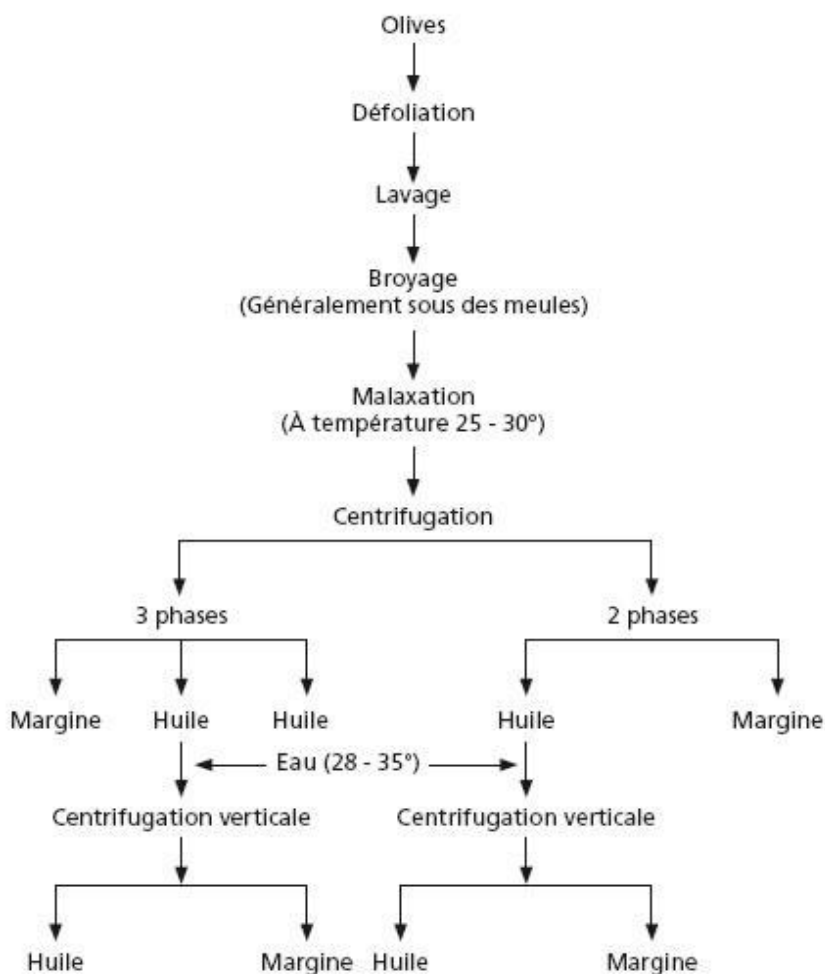 Olives
Défoliation
Lavage
Broyage
(Généralement sous des meules)
Malaxation
(À température 25 - 30°)
Centrifugation
3 phases
2 phases
Margine
Huile
Huile
Huile
Margine
Eau (28 - 35°)
Centrifugation verticale
Centrifugation verticale
Huile
Margine
Huile
Margine